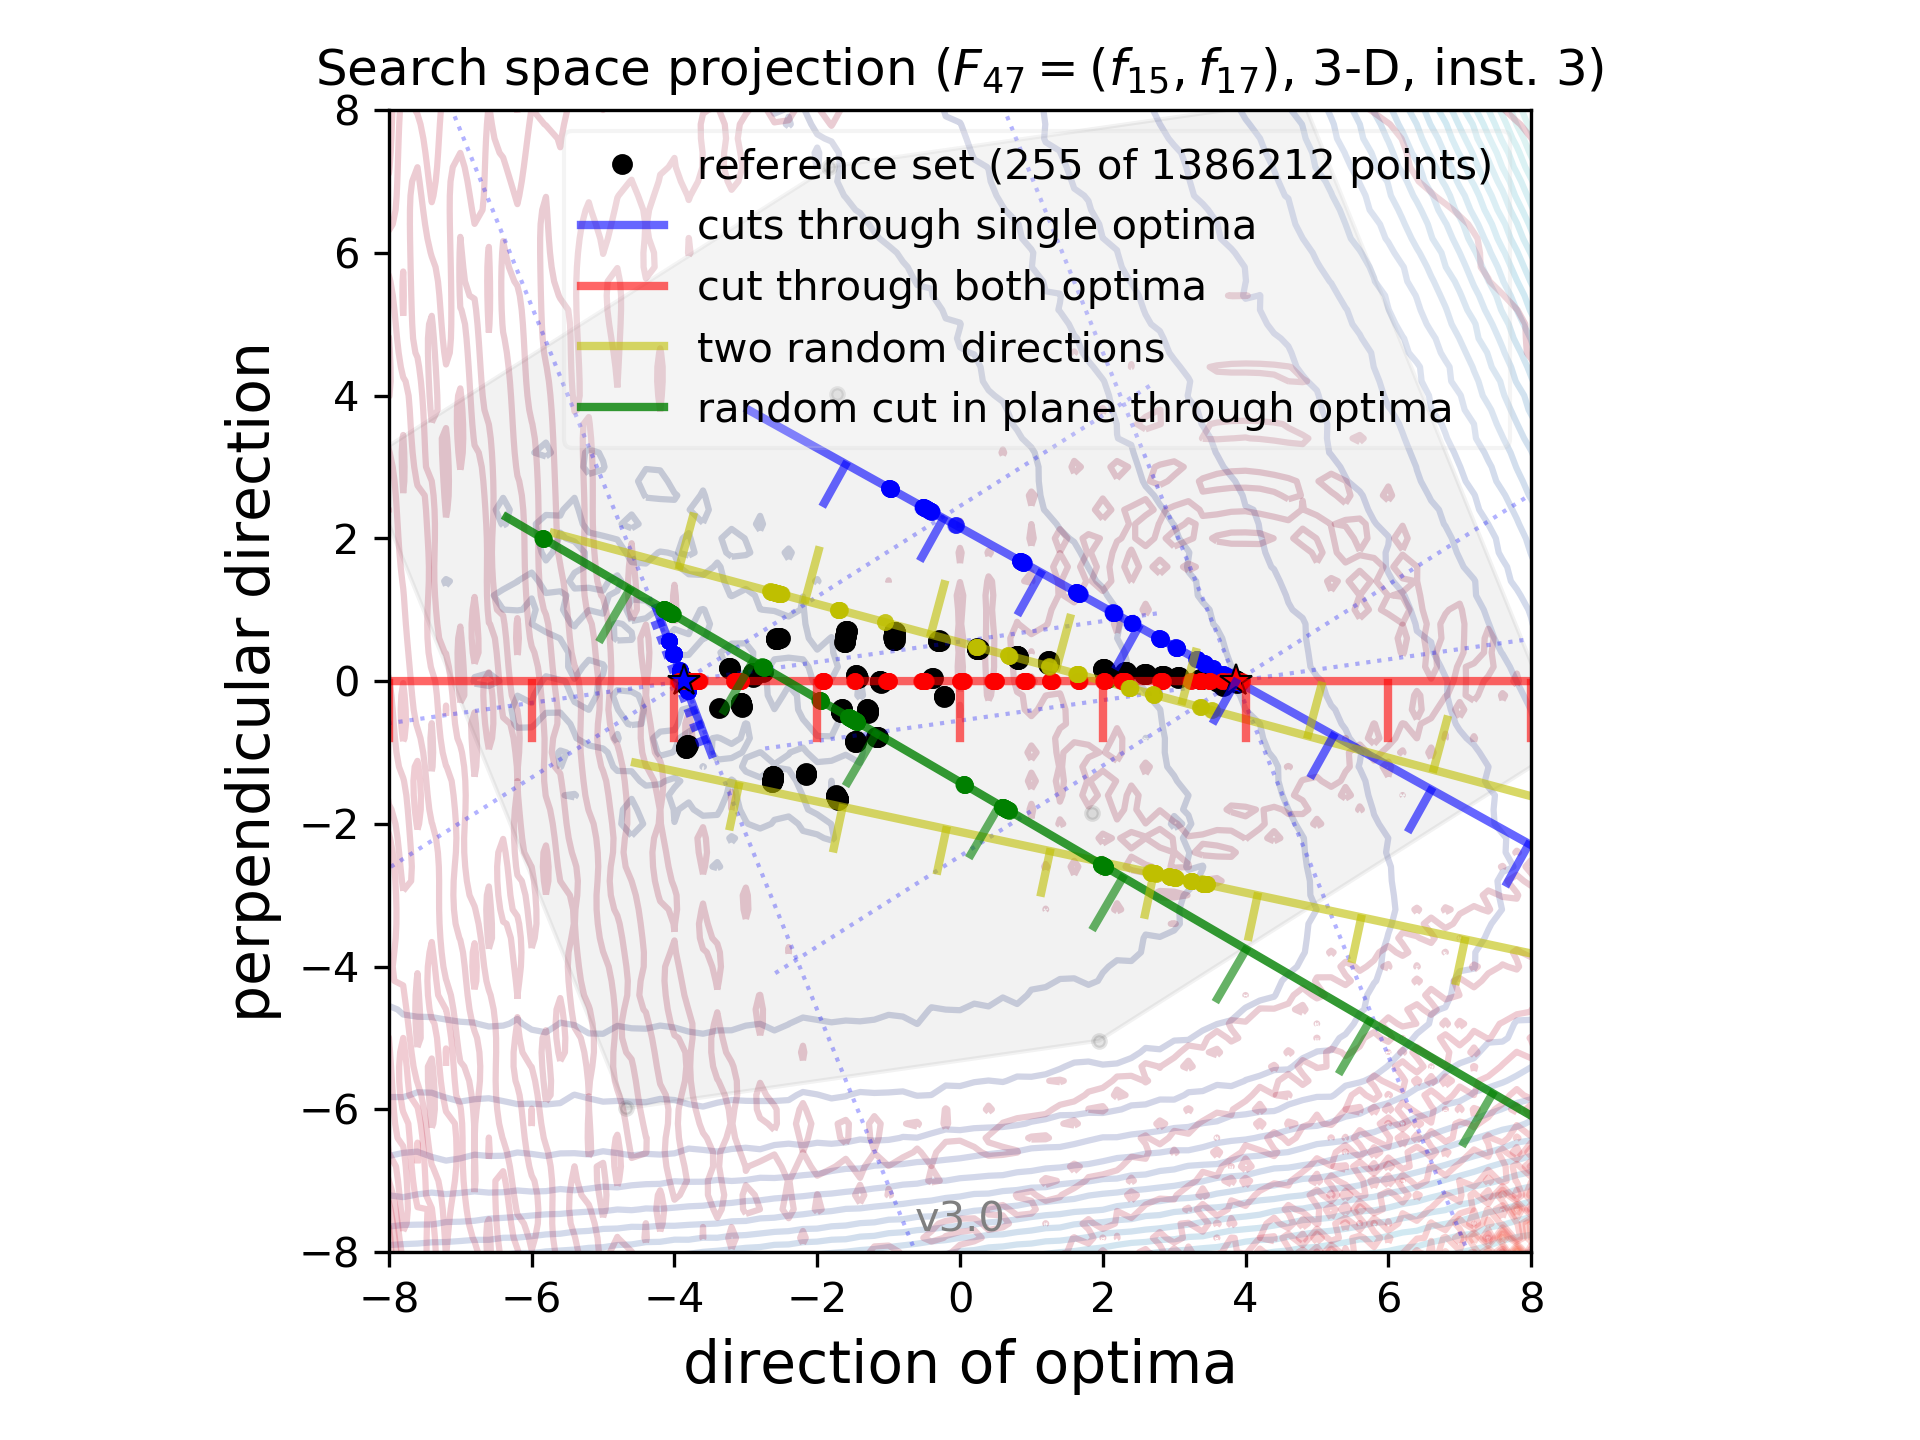 Search space projection (F47 = (f15, f17), 3-D, inst. 3)
reference set (255 of 1386212 points)
cuts through single optima
cut through both optima
two random directions
random cut in plane through optima
perpendicular direction
8
6
4
2
0
−2
−4
−6
−8
v3.0
−8 −6 −4 −2 0 2 4 6 8
direction of optima